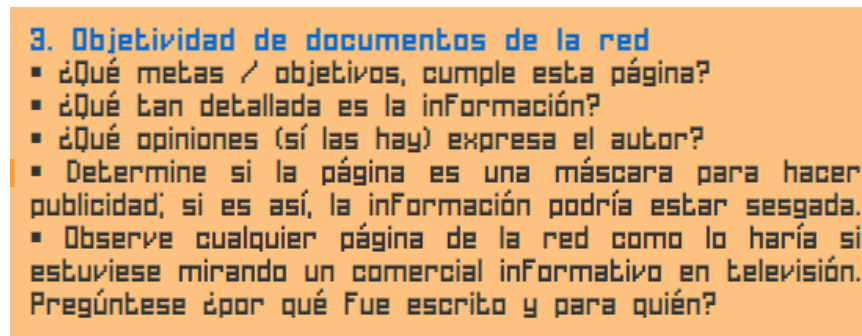 3. Objetividad de documentos de la red
▪ ¿Qué metas / objetivos, cumple esta página?
▪ ¿Qué tan detallada es la información?
▪ ¿Qué opiniones (sí las hay) expresa el autor?
▪ Determine si la página es una máscara para hacer
publicidad; si es así, la información podría estar sesgada.
▪ Observe cualquier página de la red como lo haría si
estuviese mirando un comercial informativo en televisión.
Pregúntese ¿por qué fue escrito y para quién?